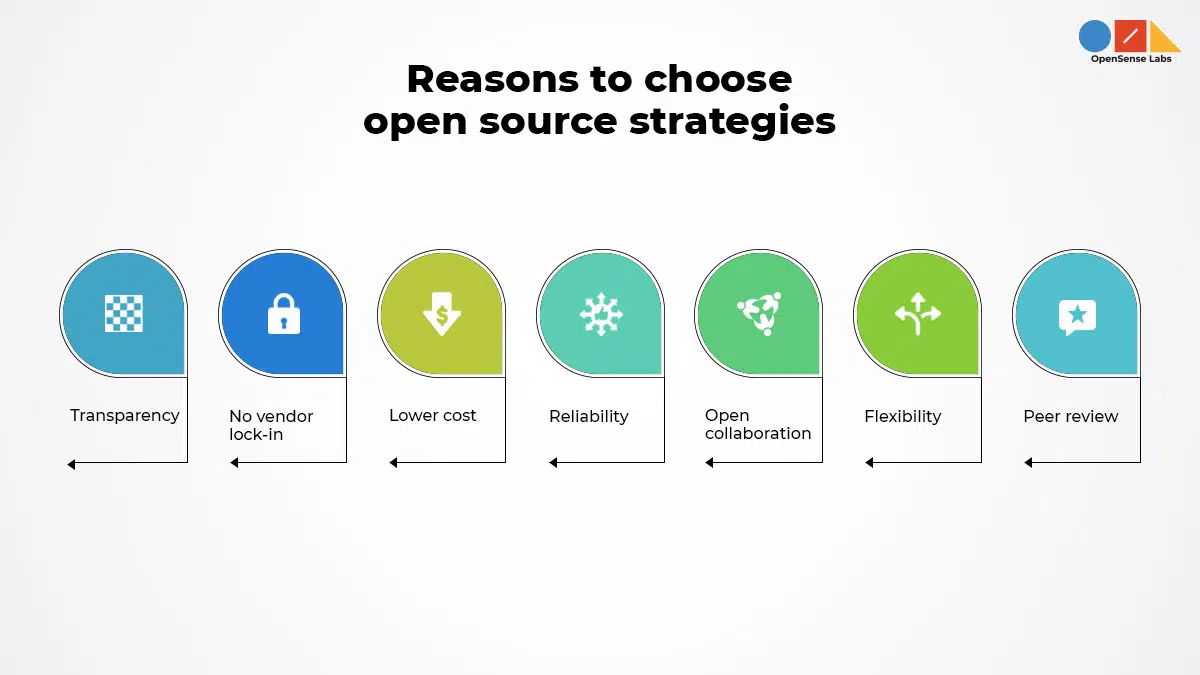 OpenSense Labs
Reasons to choose
open source strategies
$
Transparency
No vendor
lock-in
Lower cost
Reliability
Open
collaboration
Flexibility
Peer review